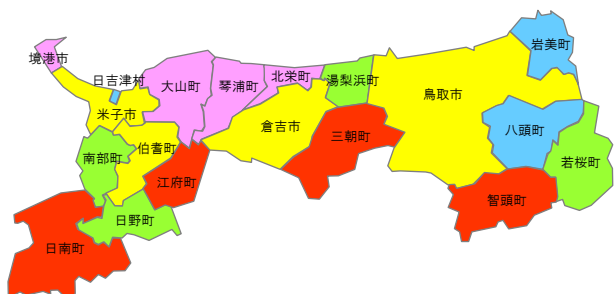 岩美町
境港市
日吉津村
大山町
琴浦町
北栄町
湯梨浜町
鳥取市
米子市
倉吉市
三朝町
八頭町
伯耆町
南部町
若桜町
江府町
智頭町
日野町
日南町